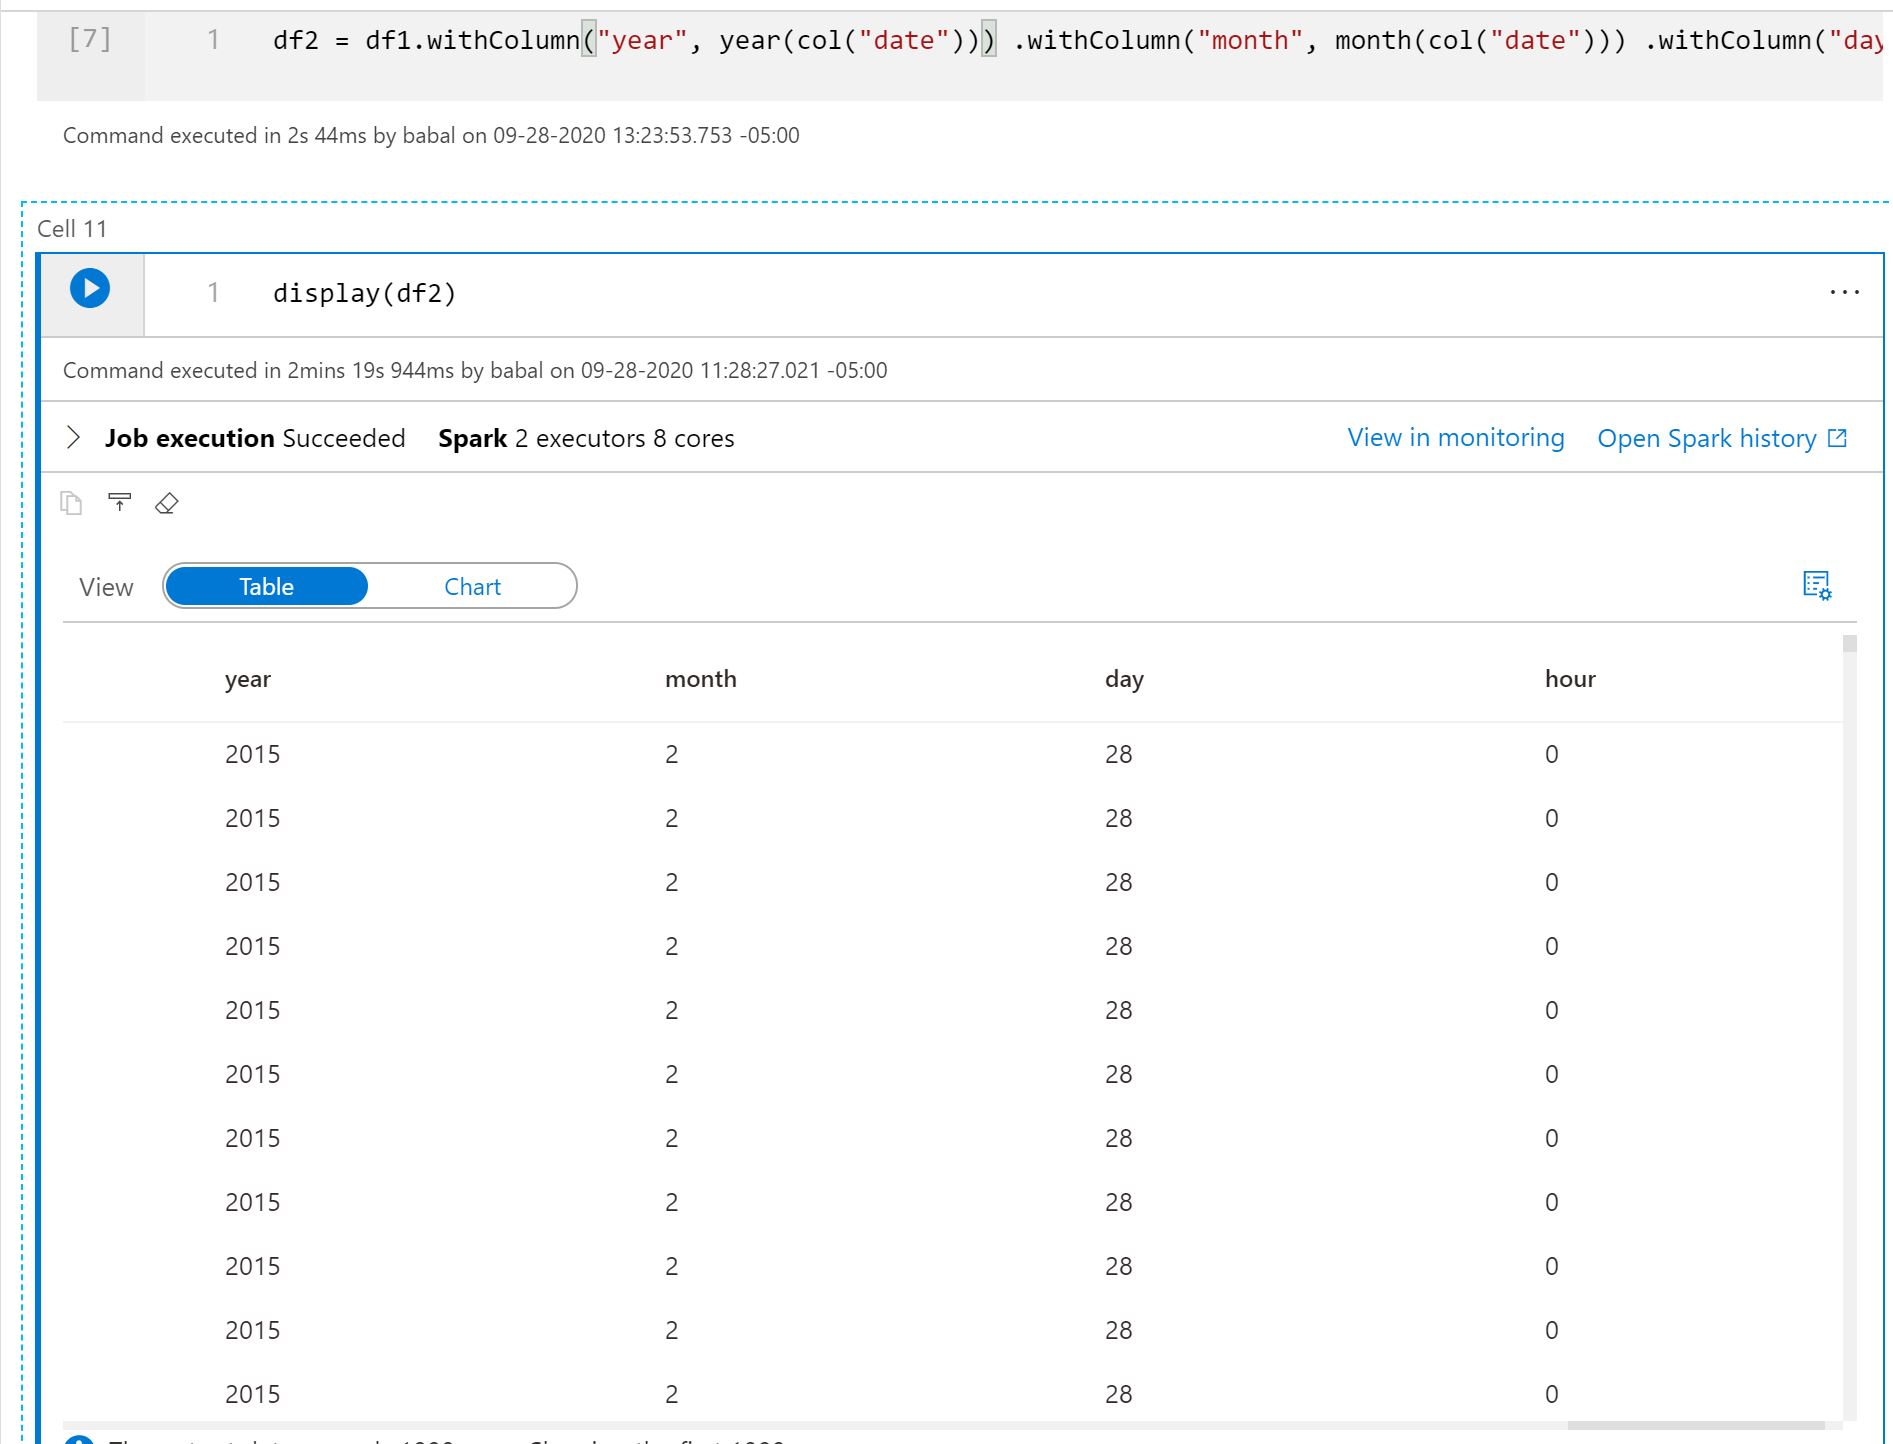 [7] 1 df2 = df1.withColumn("year", year(col("date"))) .withColumn("month", month(col("date"))) .withColumn("day
Command executed in 2s 44ms by babal on 09-28-2020 13:23:53.753 -05:00
Cell 11
1 display(df2) ...
Command executed in 2mins 19s 944ms by babal on 09-28-2020 11:28:27.021 -05:00
Job execution Succeeded Spark 2 executors 8 cores View in monitoring Open Spark history
View Table Chart
year month day hour
2015 2 28 0
2015 2 28 0
2015 2 28 0
2015 2 28 0
2015 2 28 0
2015 2 28 0
2015 2 28 0
2015 2 28 0
2015 2 28 0
2015 2 28 0
2015 2 28 0